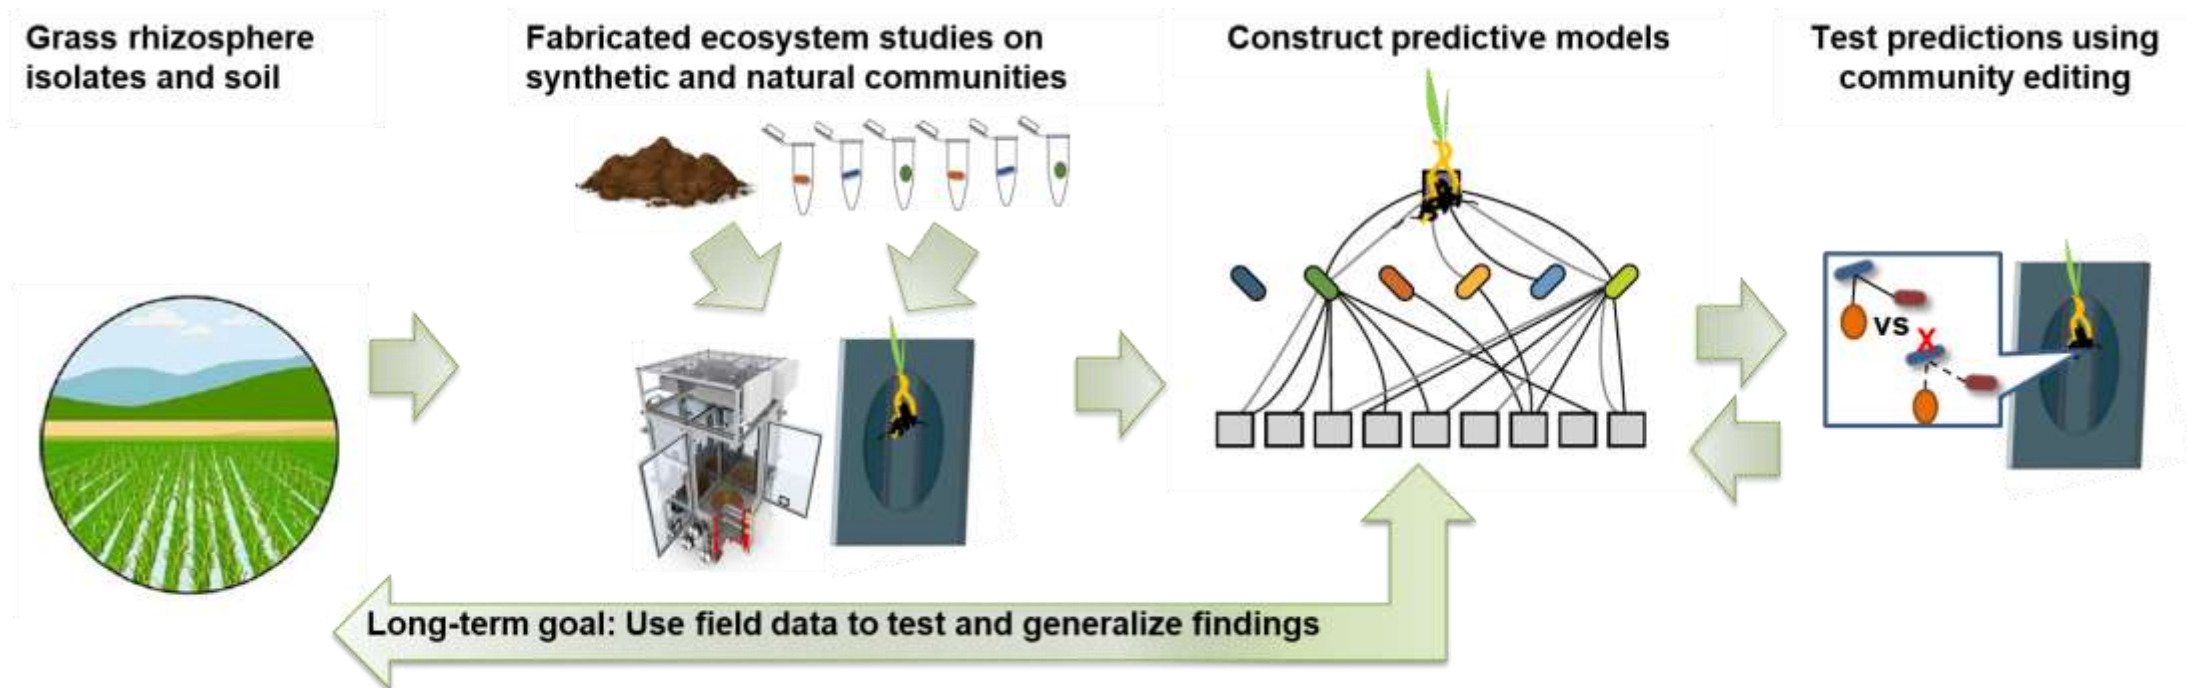 Grass rhizosphere
isolates and soil
Fabricated ecosystem studies on
synthetic and natural communities
Construct predictive models
Test predictions using
community editing
vs
X
Long-term goal: Use field data to test and generalize findings